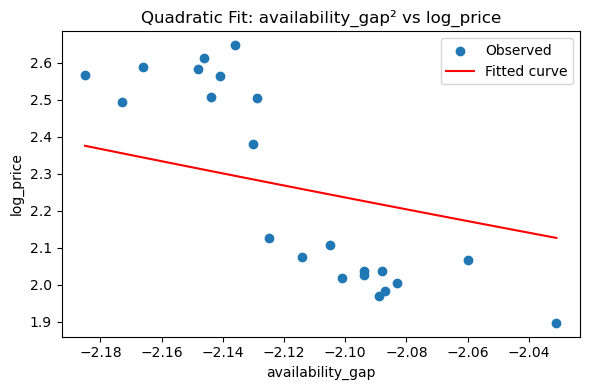 Quadratic Fit: availability_gap² vs log_price
Observed
Fitted curve
log_price
2.6
2.5
2.4
2.3
2.2
2.1
2.0
1.9
−2.18 −2.16 −2.14 −2.12 −2.10 −2.08 −2.06 −2.04
availability_gap